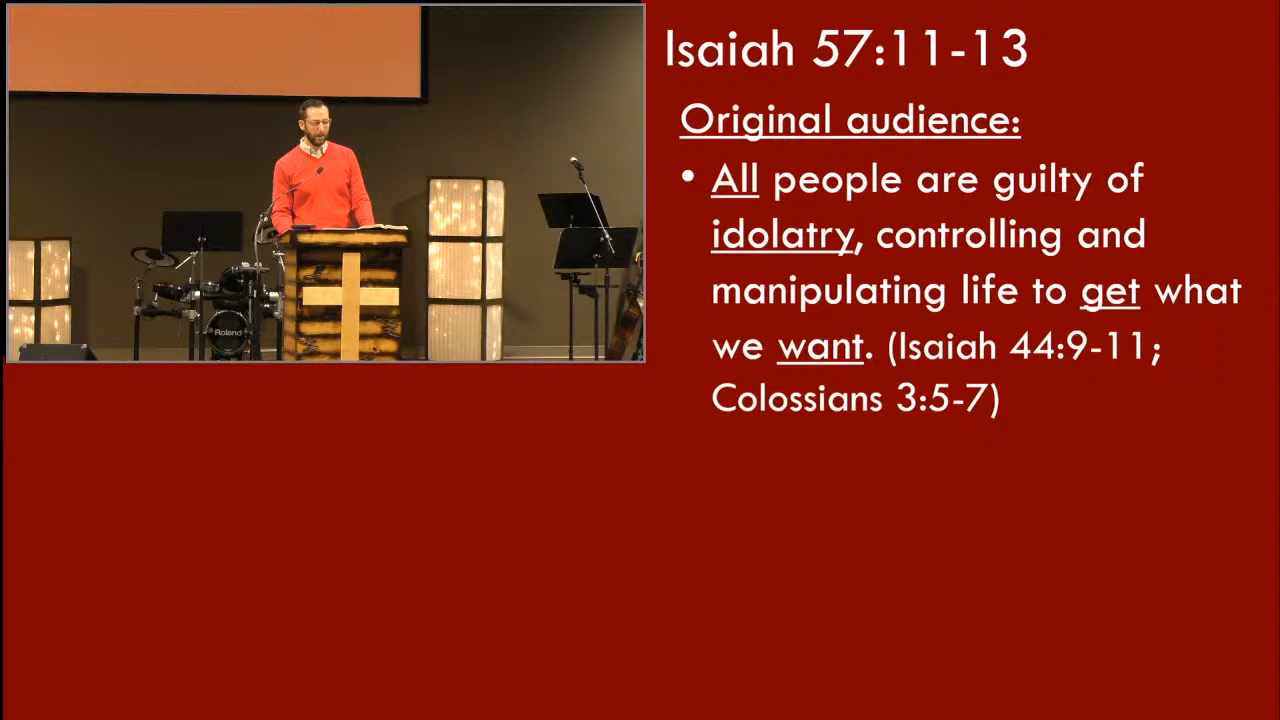 Isaiah 57:11-13
Original audience:
• All people are guilty of
idolatry, controlling and
manipulating life to get what
we want. (Isaiah 44:9-11;
Colossians 3:5-7)
Roland